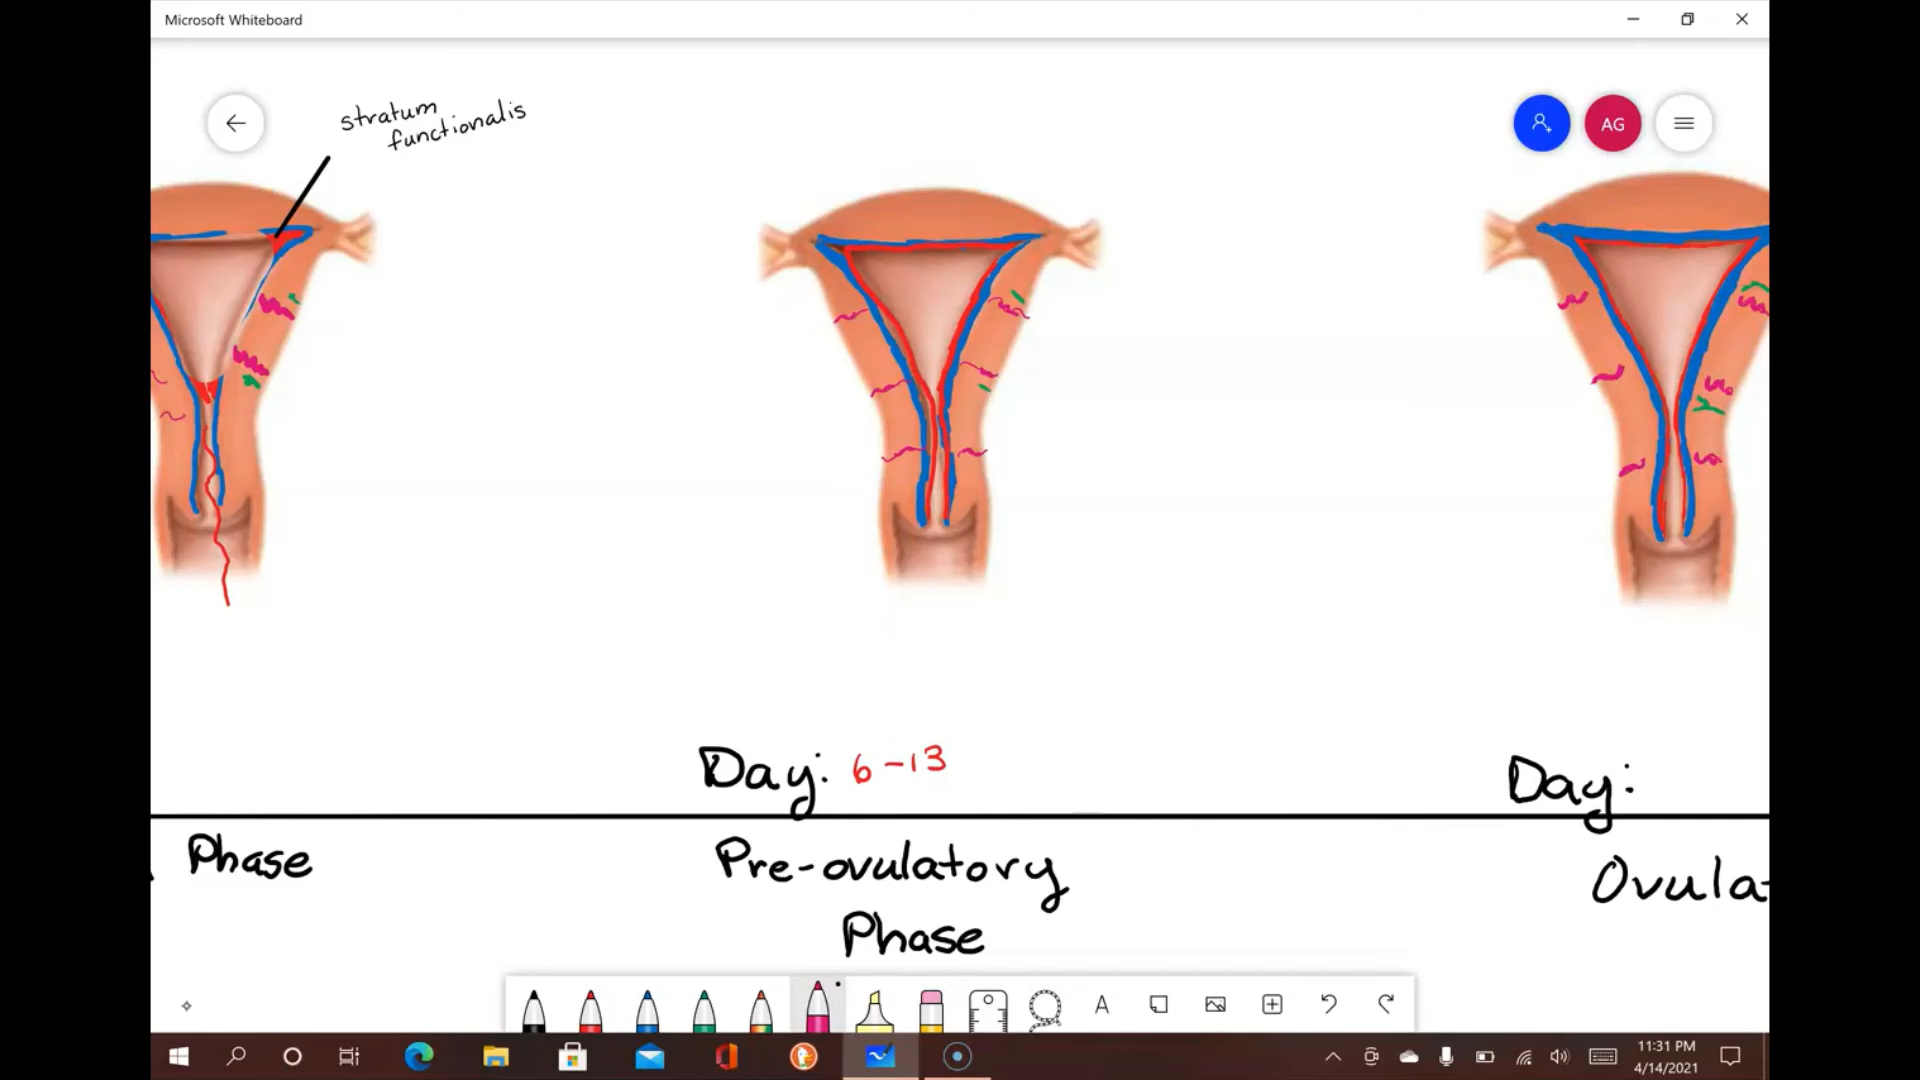 Microsoft Whiteboard
stratum
functionalis
AG
Day: 6-13
Day:
Phase
Pre-ovulatory
Phase
Ovula
A
11:31 PM
4/14/2021